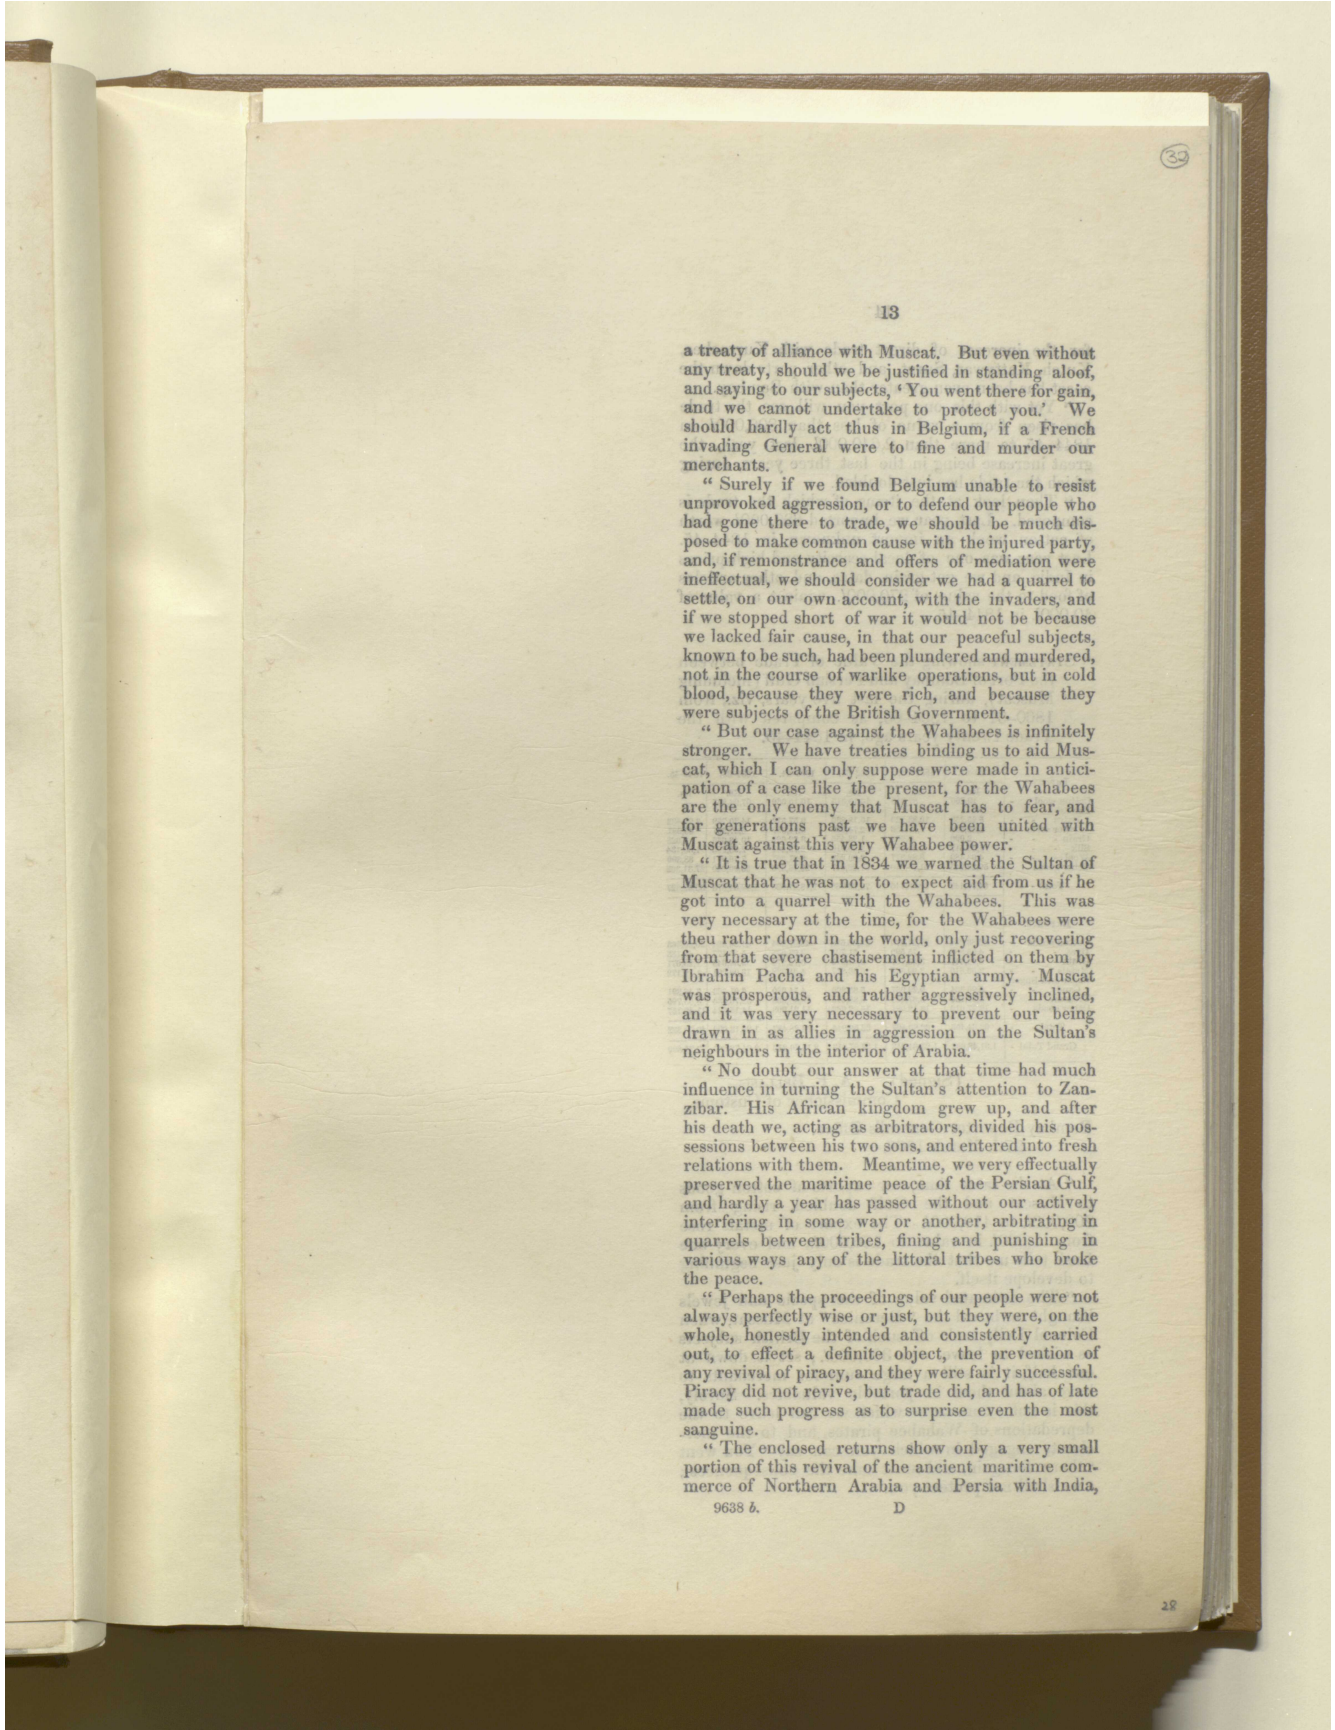 32
13
a treaty of alliance with Muscat. But even without
any treaty, should we be justified in standing aloof,
and saying to our subjects, ‘You went there for gain,
and we cannot undertake to protect you.’ We
should hardly act thus in Belgium, if a French
invading General were to fine and murder our
merchants.
“Surely if we found Belgium unable to resist
unprovoked aggression, or to defend our people who
had gone there to trade, we should be much dis-
posed to make common cause with the injured party,
and, if remonstrance and offers of mediation were
ineffectual, we should consider we had a quarrel to
settle, on our own account, with the invaders, and
if we stopped short of war it would not be because
we lacked fair cause, in that our peaceful subjects,
known to be such, had been plundered and murdered,
not in the course of warlike operations, but in cold
blood, because they were rich, and because they
were subjects of the British Government.
“But our case against the Wahabees is infinitely
stronger. We have treaties binding us to aid Mus-
cat, which I can only suppose were made in antici-
pation of a case like the present, for the Wahabees
are the only enemy that Muscat has to fear, and
for generations past we have been united with
Muscat against this very Wahabee power.
“It is true that in 1834 we warned the Sultan of
Muscat that he was not to expect aid from us if he
got into a quarrel with the Wahabees. This was
very necessary at the time, for the Wahabees were
theu rather down in the world, only just recovering
from that severe chastisement inflicted on them by
Ibrahim Pacha and his Egyptian army. Muscat
was prosperous, and rather aggressively inclined,
and it was very necessary to prevent our being
drawn in as allies in aggression on the Sultan's
neighbours in the interior of Arabia.
“No doubt our answer at that time had much
influence in turning the Sultan's attention to Zan-
zibar. His African kingdom grew up, and after
his death we, acting as arbitrators, divided his pos-
sessions between his two sons, and entered into fresh
relations with them. Meantime, we very effectually
preserved the maritime peace of the Persian Gulf,
and hardly a year has passed without our actively
interfering in some way or another, arbitrating in
quarrels between tribes, fining and punishing in
various ways any of the littoral tribes who broke
the peace.
“Perhaps the proceedings of our people were not
always perfectly wise or just, but they were, on the
whole, honestly intended and consistently carried
out, to effect a definite object, the prevention of
any revival of piracy, and they were fairly successful.
Piracy did not revive, but trade did, and has of late
made such progress as to surprise even the most
sanguine.
“The enclosed returns show only a very small
portion of this revival of the ancient maritime com-
merce of Northern Arabia and Persia with India,
9638 b. D
28